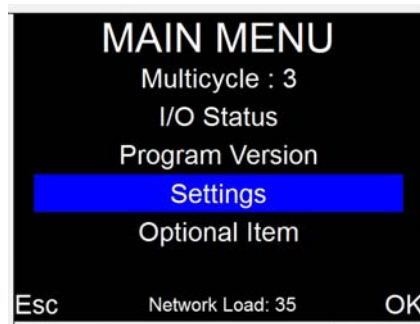 MAIN MENU
Multicycle : 3
I/O Status
Program Version
Settings
Optional Item
Esc Network Load: 35 OK